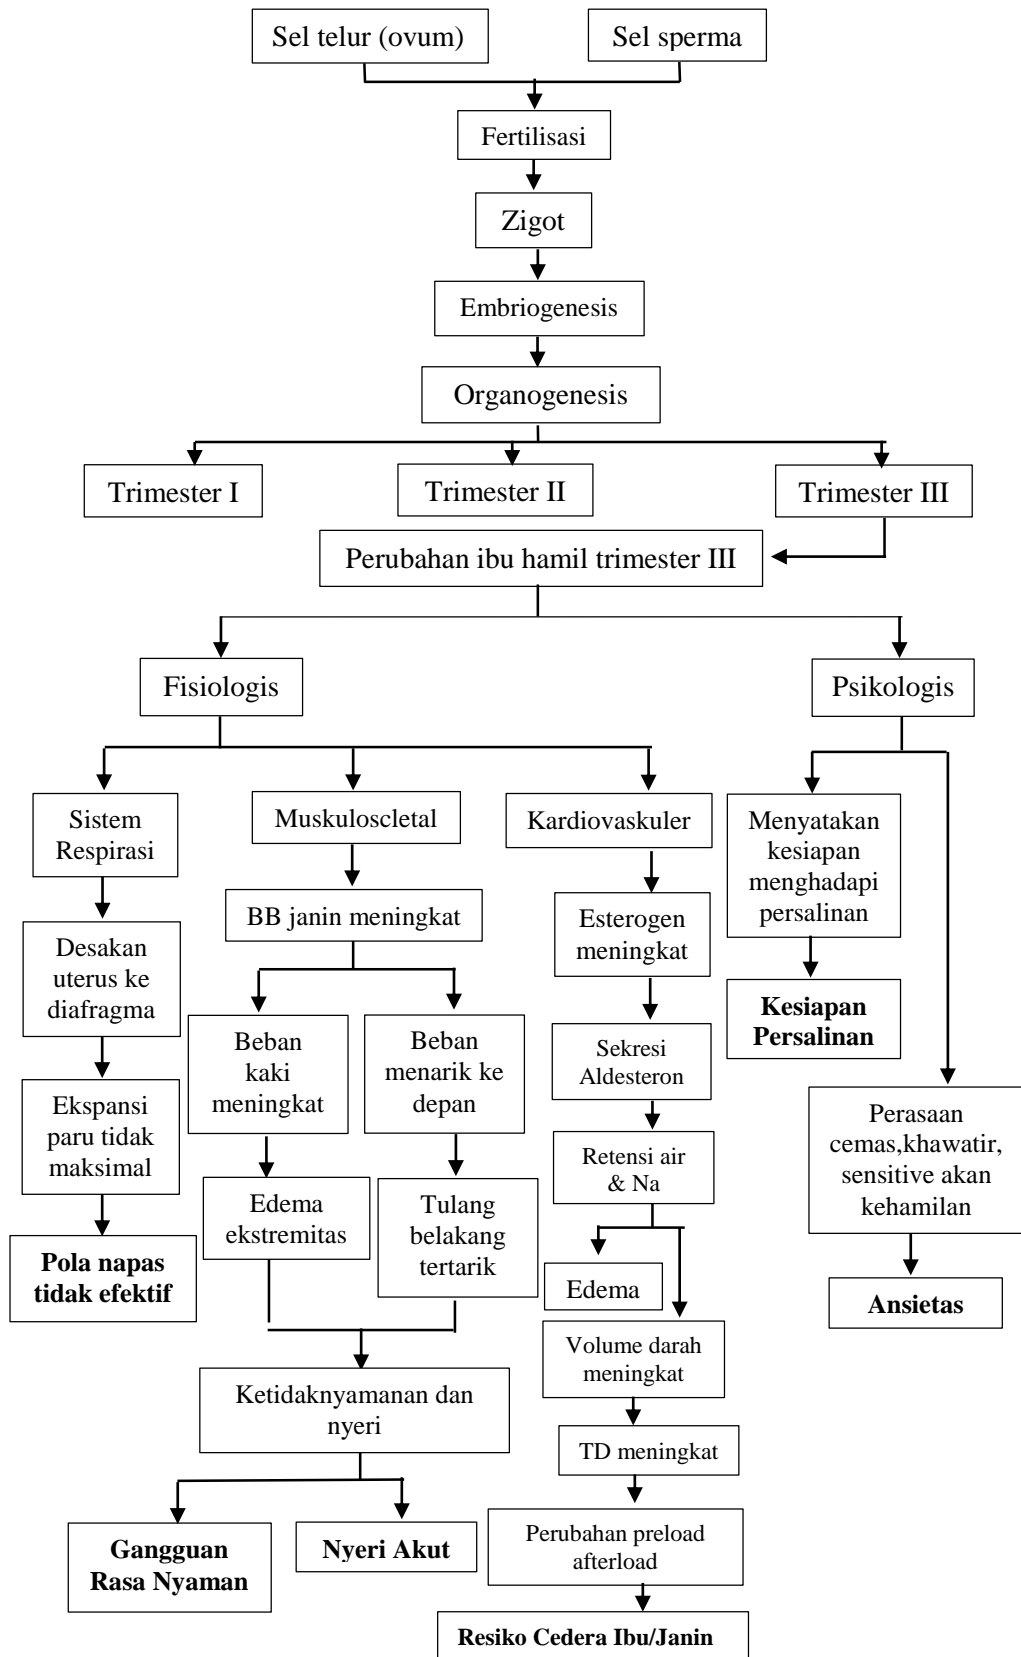 Sel telur (ovum)
Sel sperma
Fertilisasi
Zigot
Embriogenesis
Organogenesis
Trimester I
Trimester II
Trimester III
Perubahan ibu hamil trimester III
Fisiologis
Psikologis
Sistem
Respirasi
Muskuloscletal
Kardiovaskuler
Menyatakan
kesiapan
menghadapi
persalinan
Desakan
uterus ke
diafragma
BB janin meningkat
Esterogen
meningkat
Kesiapan
Persalinan
Beban
kaki
meningkat
Beban
menarik ke
depan
Sekresi
Aldesteron
Ekspansi
paru tidak
maksimal
Perasaan
cemas,khawatir,
sensitive akan
kehamilan
Retensi air
& Na
Edema
ekstremitas
Tulang
belakang
tertarik
Pola napas
tidak efektif
Edema
Ansietas
Volume darah
meningkat
Ketidaknyamanan dan
nyeri
TD meningkat
Gangguan
Rasa Nyaman
Nyeri Akut
Perubahan preload
afterload
Resiko Cedera Ibu/Janin